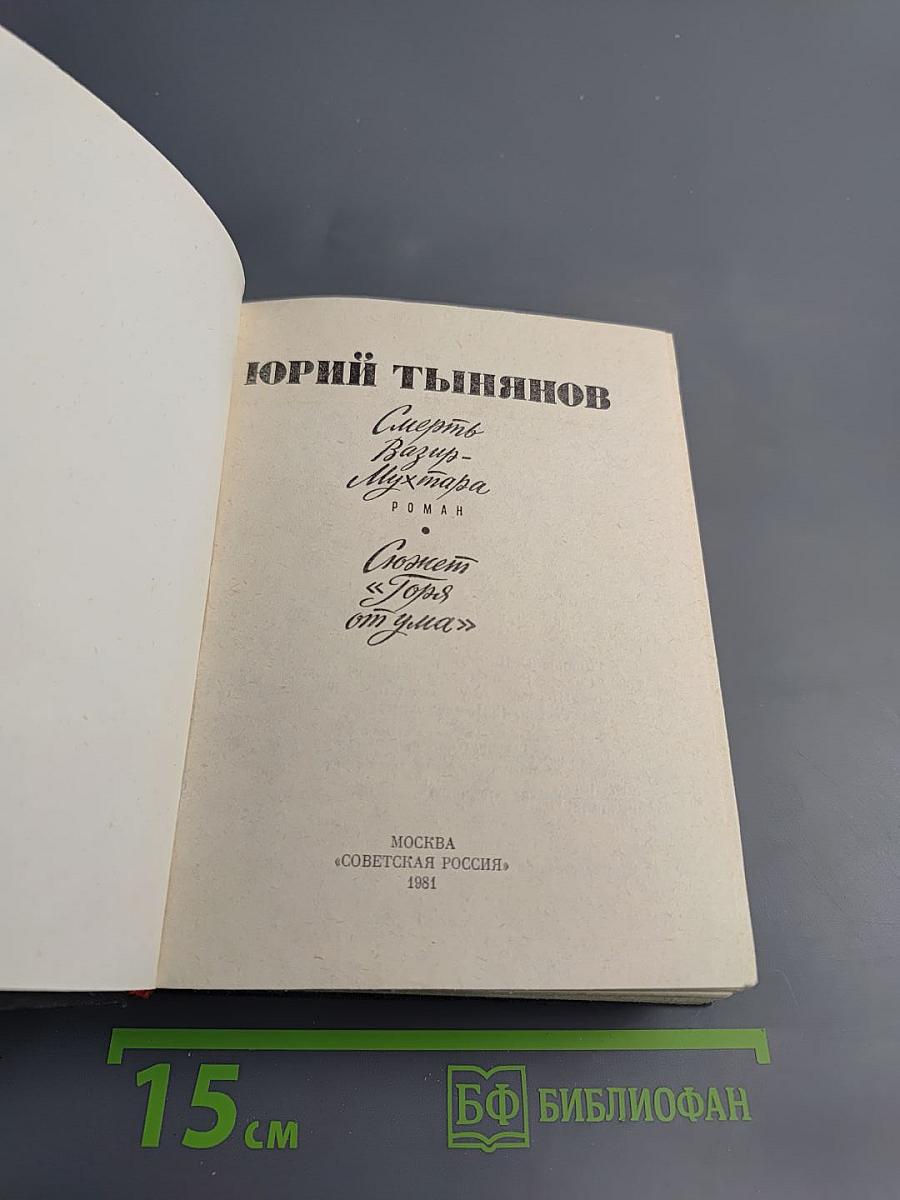 ЮРИЙ ТЫНЯНОВ
Смерть
Вазир-
Мухтара
РОМАН
•
Сюжет
«Горя
от ума»
МОСКВА
«СОВЕТСКАЯ РОССИЯ»
1981
15 см
БФ БИБЛИОФАН